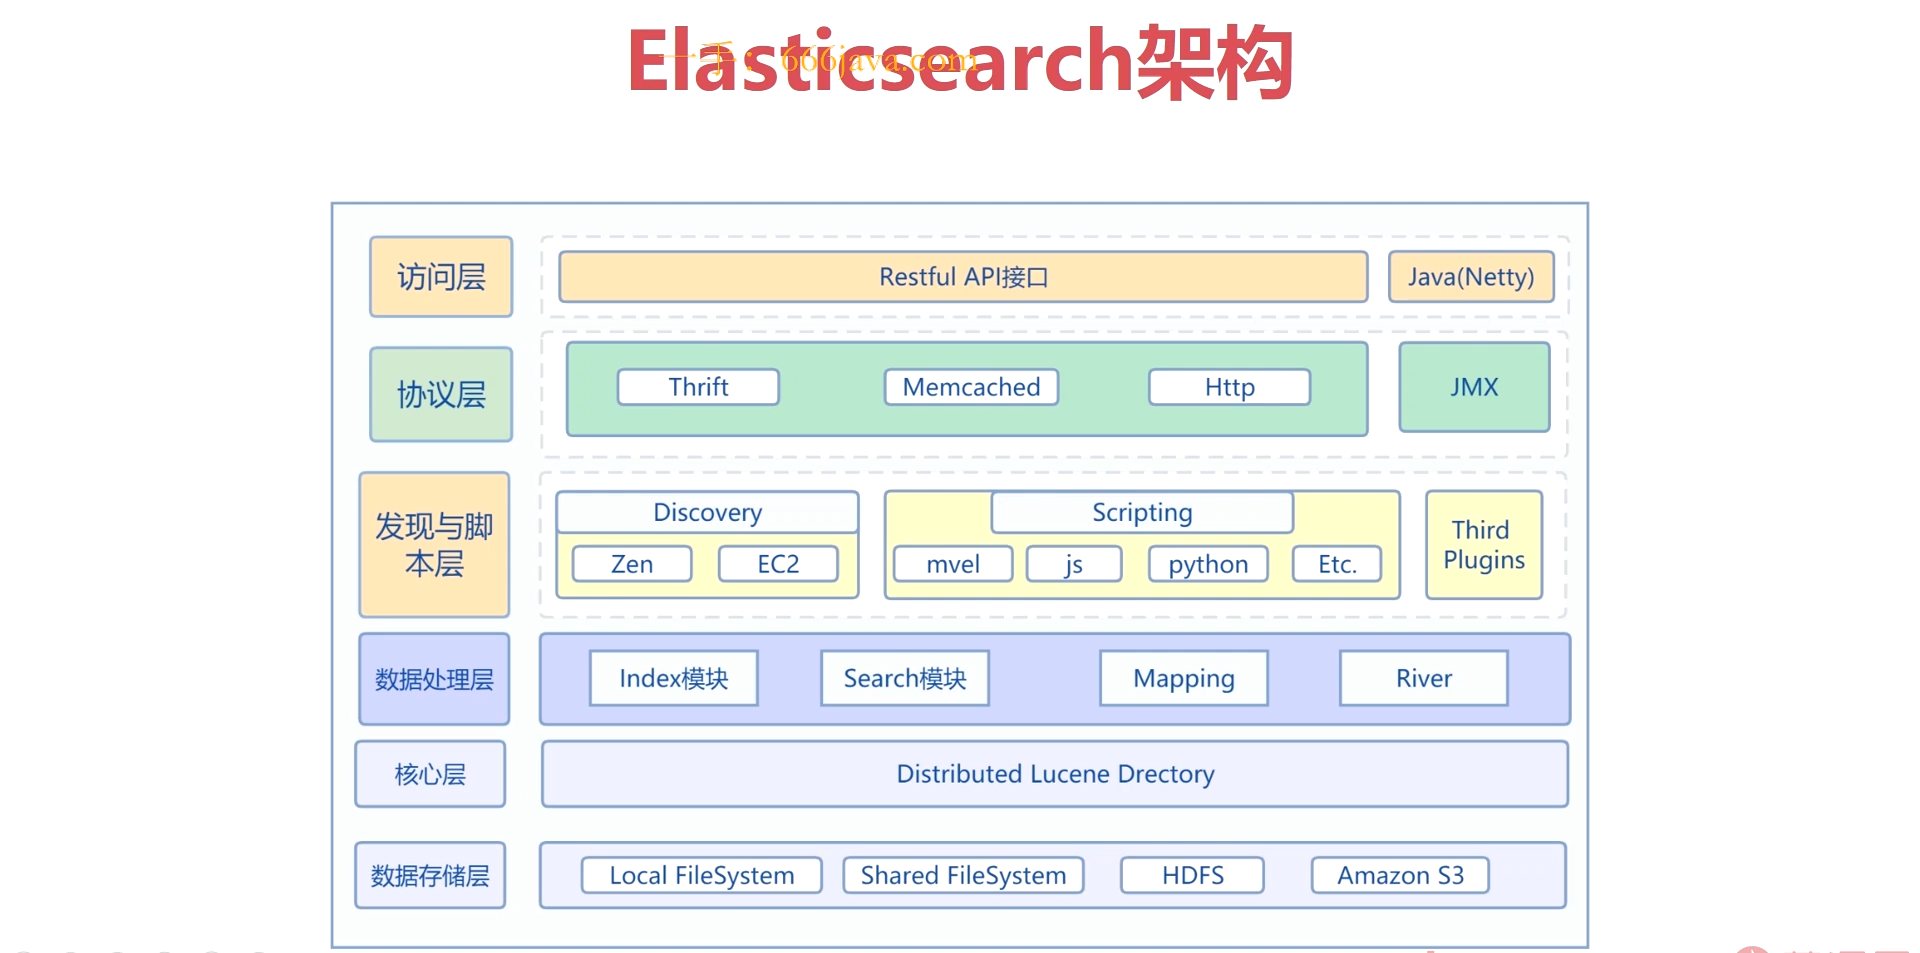 Elasticsearch架构
一手：666java.com
访问层
Restful API接口
Java(Netty)
协议层
Thrift
Memcached
Http
JMX
发现与脚
本层
Discovery
Zen
EC2
Scripting
mvel
js
python
Etc.
Third
Plugins
数据处理层
Index模块
Search模块
Mapping
River
核心层
Distributed Lucene Drectory
数据存储层
Local FileSystem
Shared FileSystem
HDFS
Amazon S3